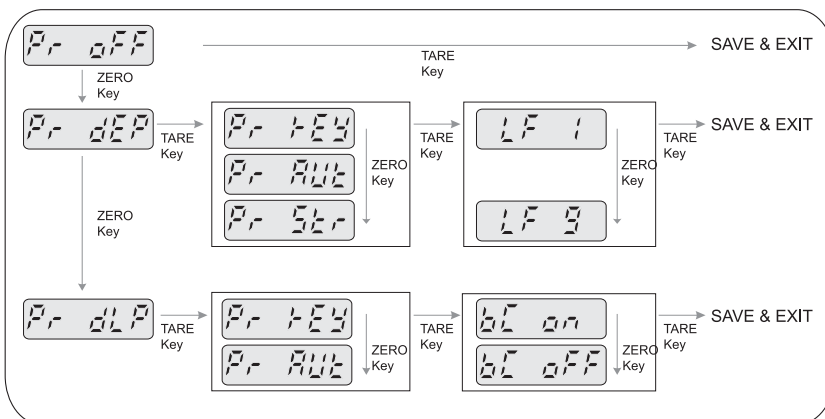 Pr oFF
TARE Key
SAVE & EXIT
ZERO Key
Pr dEP
TARE Key
Pr KEY
Pr AUt
Pr Str
ZERO Key
TARE Key
LF 1
LF 9
ZERO Key
TARE Key
SAVE & EXIT
ZERO Key
Pr dLP
TARE Key
Pr KEY
Pr AUt
ZERO Key
TARE Key
bC on
bC oFF
ZERO Key
TARE Key
SAVE & EXIT